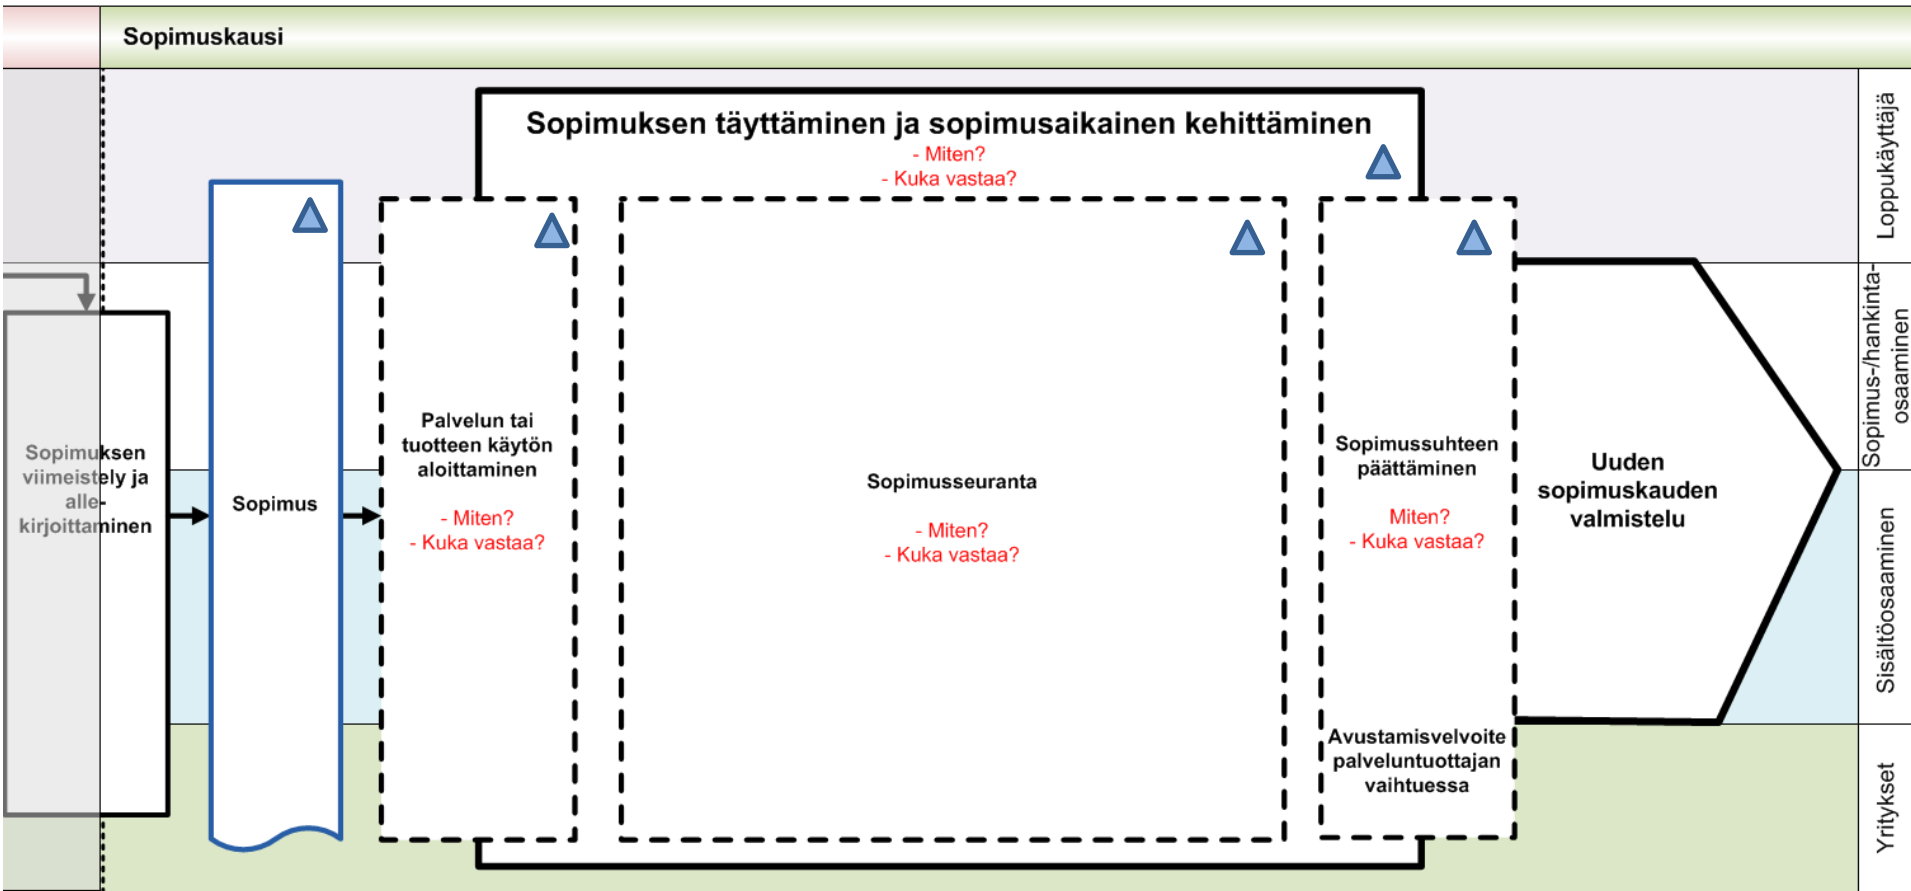 Sopimuskausi
Sopimuksen täyttäminen ja sopimusaikainen kehittäminen
- Miten?
- Kuka vastaa?
Sopimuksen
viimeistely ja
alle-
kirjoittaminen
Sopimus
Palvelun tai
tuotteen käytön
aloittaminen
- Miten?
- Kuka vastaa?
Sopimusseuranta
- Miten?
- Kuka vastaa?
Sopimussuhteen
päättäminen
Miten?
- Kuka vastaa?
Avustamisvelvoite
palveluntuottajan
vaihtuessa
Uuden
sopimuskauden
valmistelu
Loppukäyttäjä
Sopimus-/hankinta-
osaaminen
Sisältöosaaminen
Yritykset